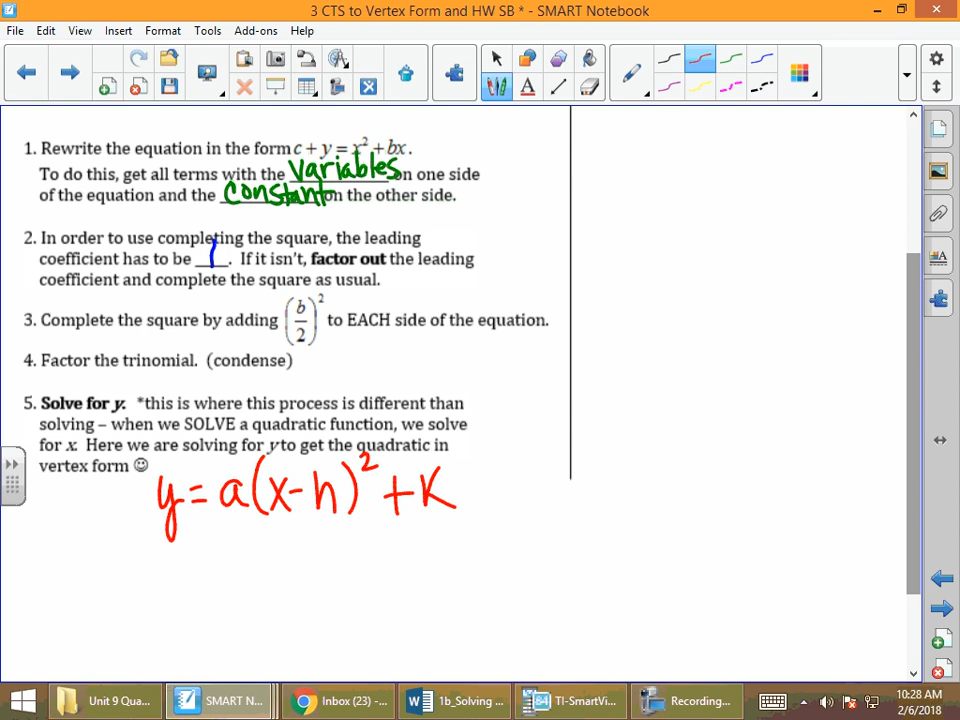 3 CTS to Vertex Form and HW SB * - SMART Notebook
File Edit View Insert Format Tools Add-ons Help
1. Rewrite the equation in the form c + y = x² + bx.
To do this, get all terms with the variables on one side
of the equation and the constant on the other side.
2. In order to use completing the square, the leading
coefficient has to be 1. If it isn't, factor out the leading
coefficient and complete the square as usual.
3. Complete the square by adding (b/2)² to EACH side of the equation.
4. Factor the trinomial. (condense)
5. Solve for y. *this is where this process is different than
solving – when we SOLVE a quadratic function, we solve
for x. Here we are solving for y to get the quadratic in
vertex form ☺
y = a(x-h)² + k
Unit 9 Qua... SMART N... Inbox (23) -... 1b_Solving ... TI-SmartVi... Recording...
10:28 AM
2/6/2018